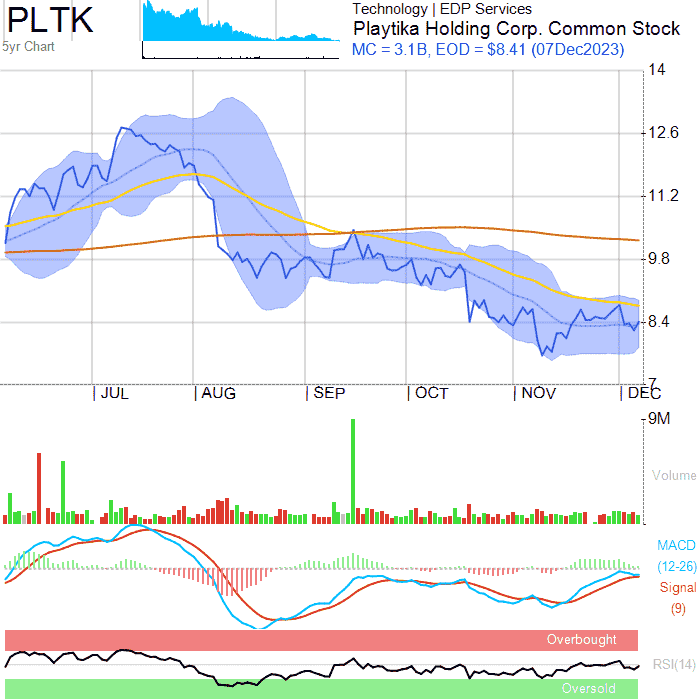 PLTK
5yr Chart
Technology | EDP Services
Playtika Holding Corp. Common Stock
MC = 3.1B, EOD = $8.41 (07Dec2023)
14
12.6
11.2
9.8
8.4
7
JUL AUG SEP OCT NOV DEC
9M
Volume
MACD
(12-26)
Signal
(9)
Overbought
RSI(14)
Oversold